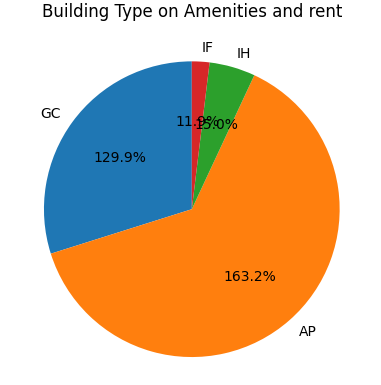 Building Type on Amenities and rent
IF
IH
GC
11.9%
15.0%
129.9%
163.2%
AP